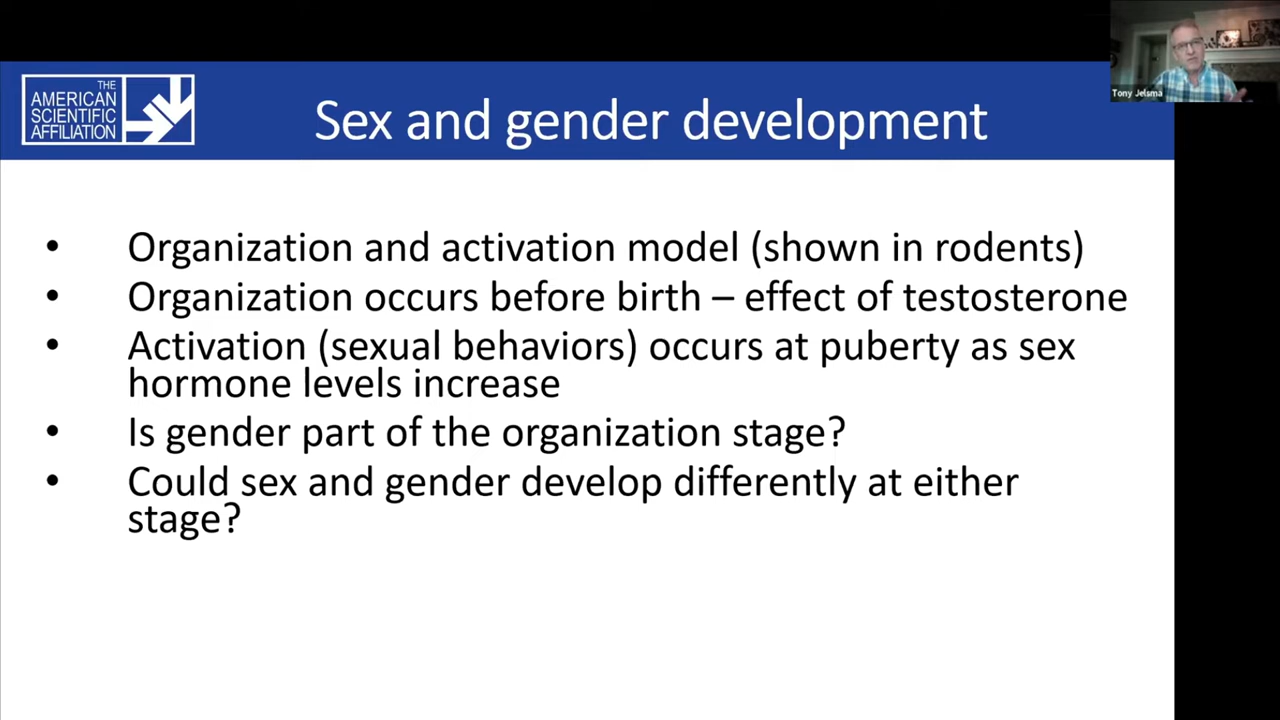 THE
AMERICAN
SCIENTIFIC
AFFILIATION
Sex and gender development
Tony Jelsma
• Organization and activation model (shown in rodents)
• Organization occurs before birth – effect of testosterone
• Activation (sexual behaviors) occurs at puberty as sex
hormone levels increase
• Is gender part of the organization stage?
• Could sex and gender develop differently at either
stage?